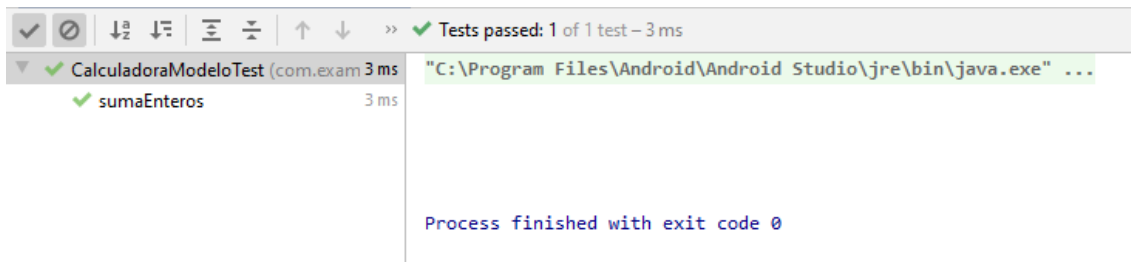 Tests passed: 1 of 1 test – 3 ms
CalculadoraModeloTest (com.exam 3 ms
sumaEnteros 3 ms
"C:\Program Files\Android\Android Studio\jre\bin\java.exe" ...
Process finished with exit code 0